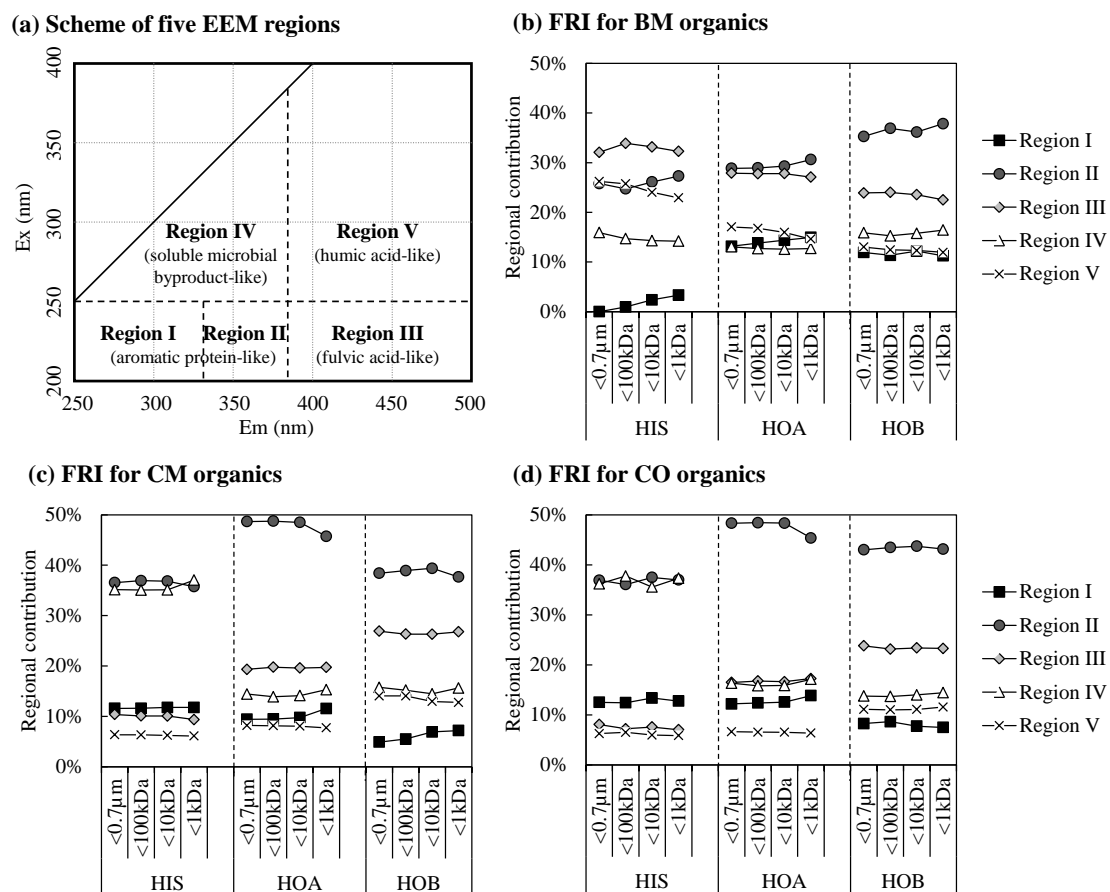 (a) Scheme of five EEM regions
Ex (nm)
400
350
300
250
200
Region IV
(soluble microbial
byproduct-like)
Region V
(humic acid-like)
Region I
Region II
(aromatic protein-like)
Region III
(fulvic acid-like)
250
300
350
400
450
500
Em (nm)
(b) FRI for BM organics
Regional contribution
50%
40%
30%
20%
10%
0%
<0.7μm
<100kDa
<10kDa
<1kDa
<0.7μm
<100kDa
<10kDa
<1kDa
<0.7μm
<100kDa
<10kDa
<1kDa
HIS
HOA
HOB
Region I
Region II
Region III
Region IV
Region V
(c) FRI for CM organics
Regional contribution
50%
40%
30%
20%
10%
0%
<0.7μm
<100kDa
<10kDa
<1kDa
<0.7μm
<100kDa
<10kDa
<1kDa
<0.7μm
<100kDa
<10kDa
<1kDa
HIS
HOA
HOB
(d) FRI for CO organics
Regional contribution
50%
40%
30%
20%
10%
0%
<0.7μm
<100kDa
<10kDa
<1kDa
<0.7μm
<100kDa
<10kDa
<1kDa
<0.7μm
<100kDa
<10kDa
<1kDa
HIS
HOA
HOB
Region I
Region II
Region III
Region IV
Region V